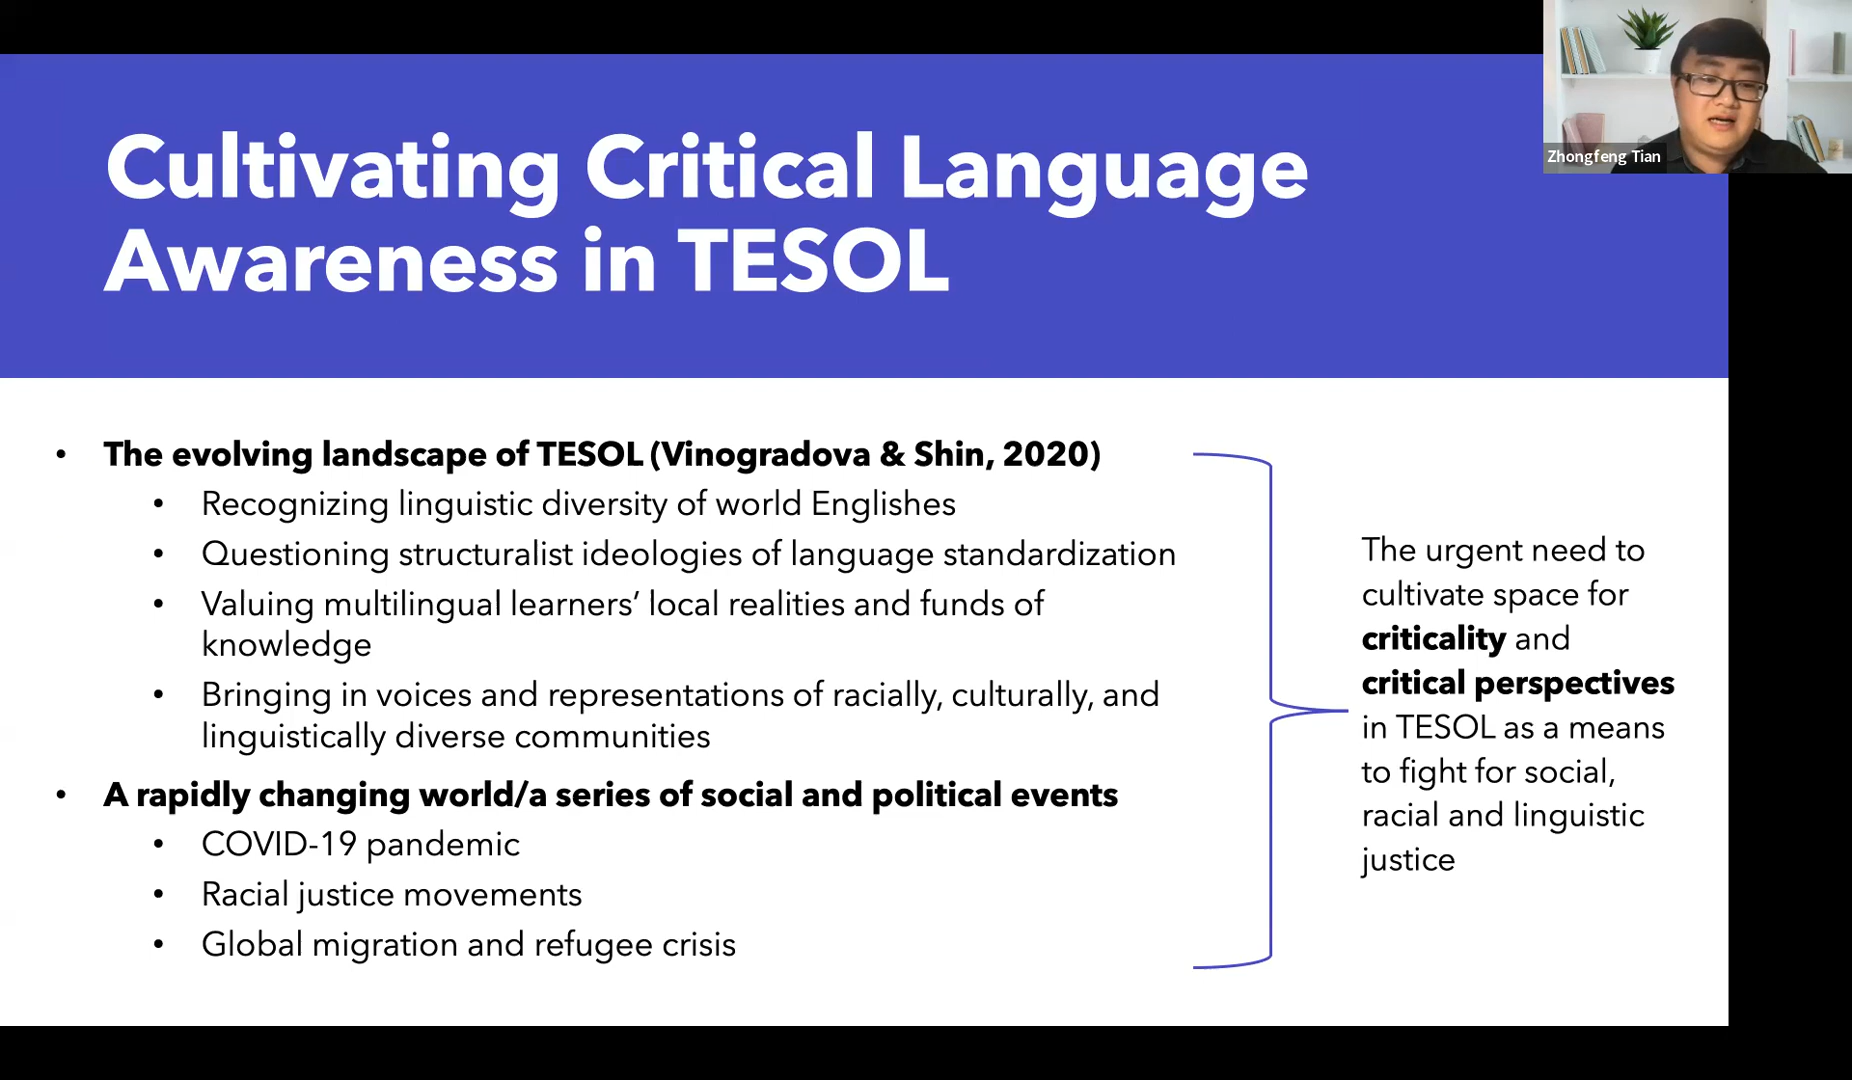 Cultivating Critical Language
Awareness in TESOL
Zhongfeng Tian
• The evolving landscape of TESOL (Vinogradova & Shin, 2020)
• Recognizing linguistic diversity of world Englishes
• Questioning structuralist ideologies of language standardization
• Valuing multilingual learners’ local realities and funds of
knowledge
• Bringing in voices and representations of racially, culturally, and
linguistically diverse communities
• A rapidly changing world/a series of social and political events
• COVID-19 pandemic
• Racial justice movements
• Global migration and refugee crisis
The urgent need to
cultivate space for
criticality and
critical perspectives
in TESOL as a means
to fight for social,
racial and linguistic
justice